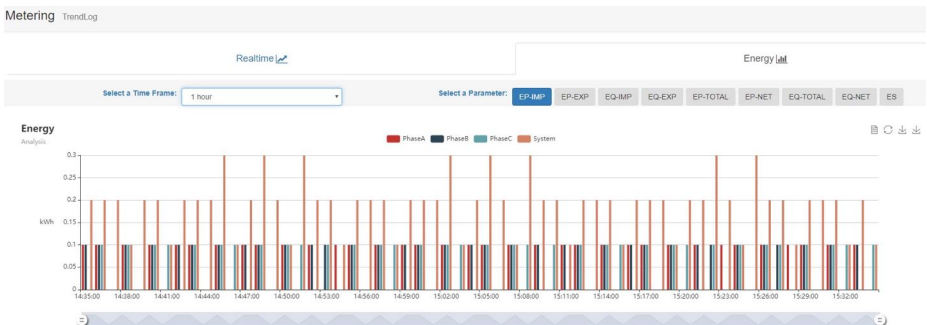 Metering TrendLog
Realtime
Energy
Select a Time Frame: 1 hour
Select a Parameter: EP-IMP EP-EXP EQ-IMP EQ-EXP EP-TOTAL EP-NET EQ-TOTAL EQ-NET ES
Energy
Analysis
PhaseA PhaseB PhaseC System
kWh
0.3
0.25
0.2
0.15
0.1
0.05
0
14:35:00 14:38:00 14:41:00 14:44:00 14:47:00 14:50:00 14:53:00 14:56:00 14:59:00 15:02:00 15:05:00 15:08:00 15:11:00 15:14:00 15:17:00 15:20:00 15:23:00 15:26:00 15:29:00 15:32:00